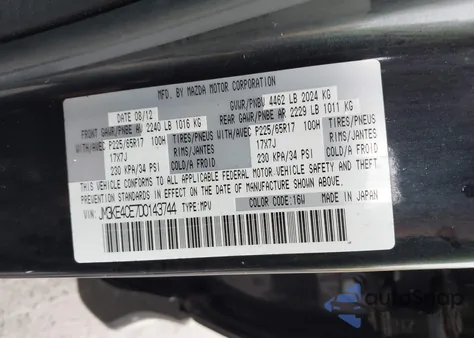 MFD. BY MAZDA MOTOR CORPORATION
DATE 08/12 GVWR/PNBV 4462 LB 2024 KG
FRONT GAWR/PNBE AV 2240 LB 1016 KG REAR GAWR/PNBE AR 2229 LB 1011 KG
WITH/AVEC P225/65R17 100H TIRES/PNEUS WITH/AVEC P225/65R17 100H TIRES/PNEUS
17X7J RIMS/JANTES 17X7J RIMS/JANTES
230 KPA/34 PSI COLD/A FROID 230 KPA/34 PSI COLD/A FROID
THIS VEHICLE CONFORMS TO ALL APPLICABLE FEDERAL MOTOR-VEHICLE SAFETY
AND THEFT PREVENTION STANDARDS IN EFFECT ON THE DATE OF MANUFACTURE SHOWN ABOVE.
VIN: JM3KE4CE7D0143744 TYPE:MPV COLOR CODE:16W MADE IN JAPAN
autoSnap